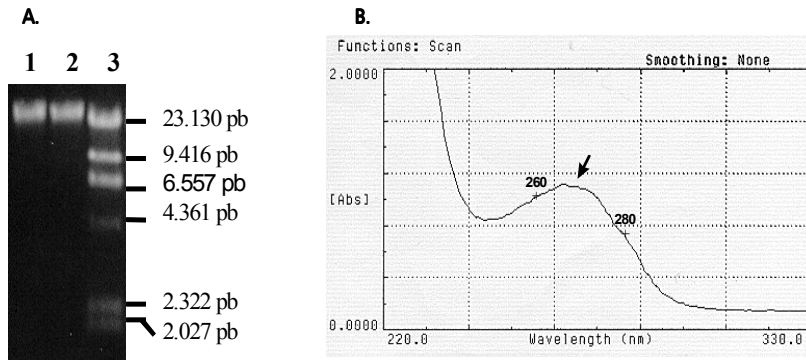 A.
1 2 3
23.130 pb
9.416 pb
6.557 pb
4.361 pb
2.322 pb
2.027 pb
B.
Functions: Scan
Smoothing: None
2.0000
260
[Abs]
280
0.0000
220.0 Wavelength (nm) 330.0